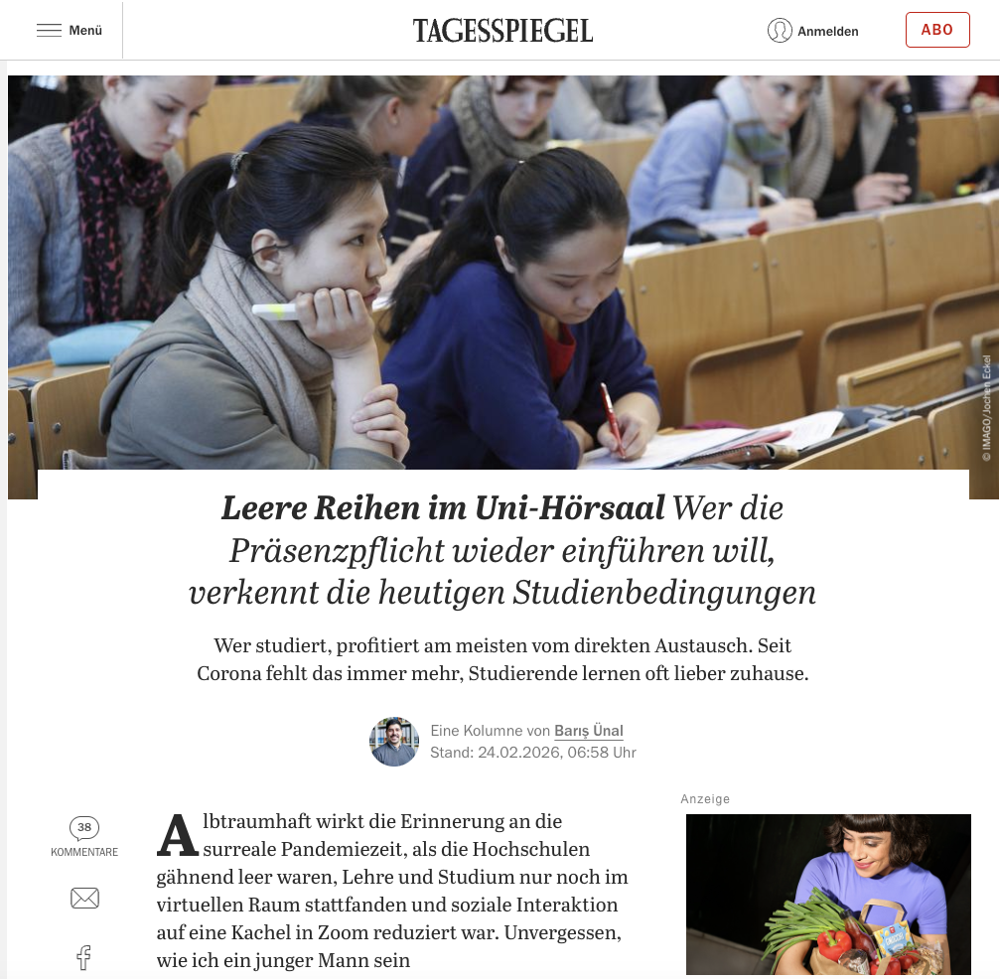 Menü
TAGESSPIEGEL
Anmelden
ABO
© IMAGO/Jochen Eckel
Leere Reihen im Uni-Hörsaal Wer die
Präsenzpflicht wieder einführen will,
verkennt die heutigen Studienbedingungen
Wer studiert, profitiert am meisten vom direkten Austausch. Seit
Corona fehlt das immer mehr, Studierende lernen oft lieber zuhause.
Eine Kolumne von Barış Ünal
Stand: 24.02.2026, 06:58 Uhr
Anzeige
38
KOMMENTARE
Albtraumhaft wirkt die Erinnerung an die
surreale Pandemiezeit, als die Hochschulen
gähnend leer waren, Lehre und Studium nur noch im
virtuellen Raum stattfanden und soziale Interaktion
auf eine Kachel in Zoom reduziert war. Unvergessen,
wie ich ein junger Mann sein